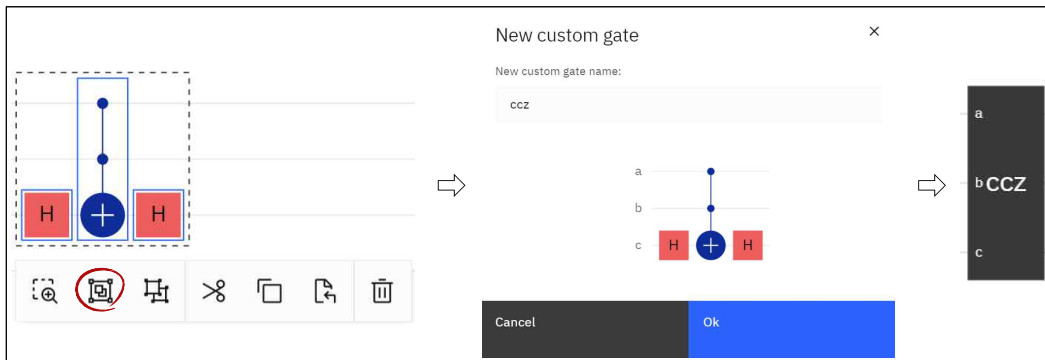 H
H
New custom gate
New custom gate name:
ccz
a
b
c
H
H
Cancel
Ok
a
b CCZ
c